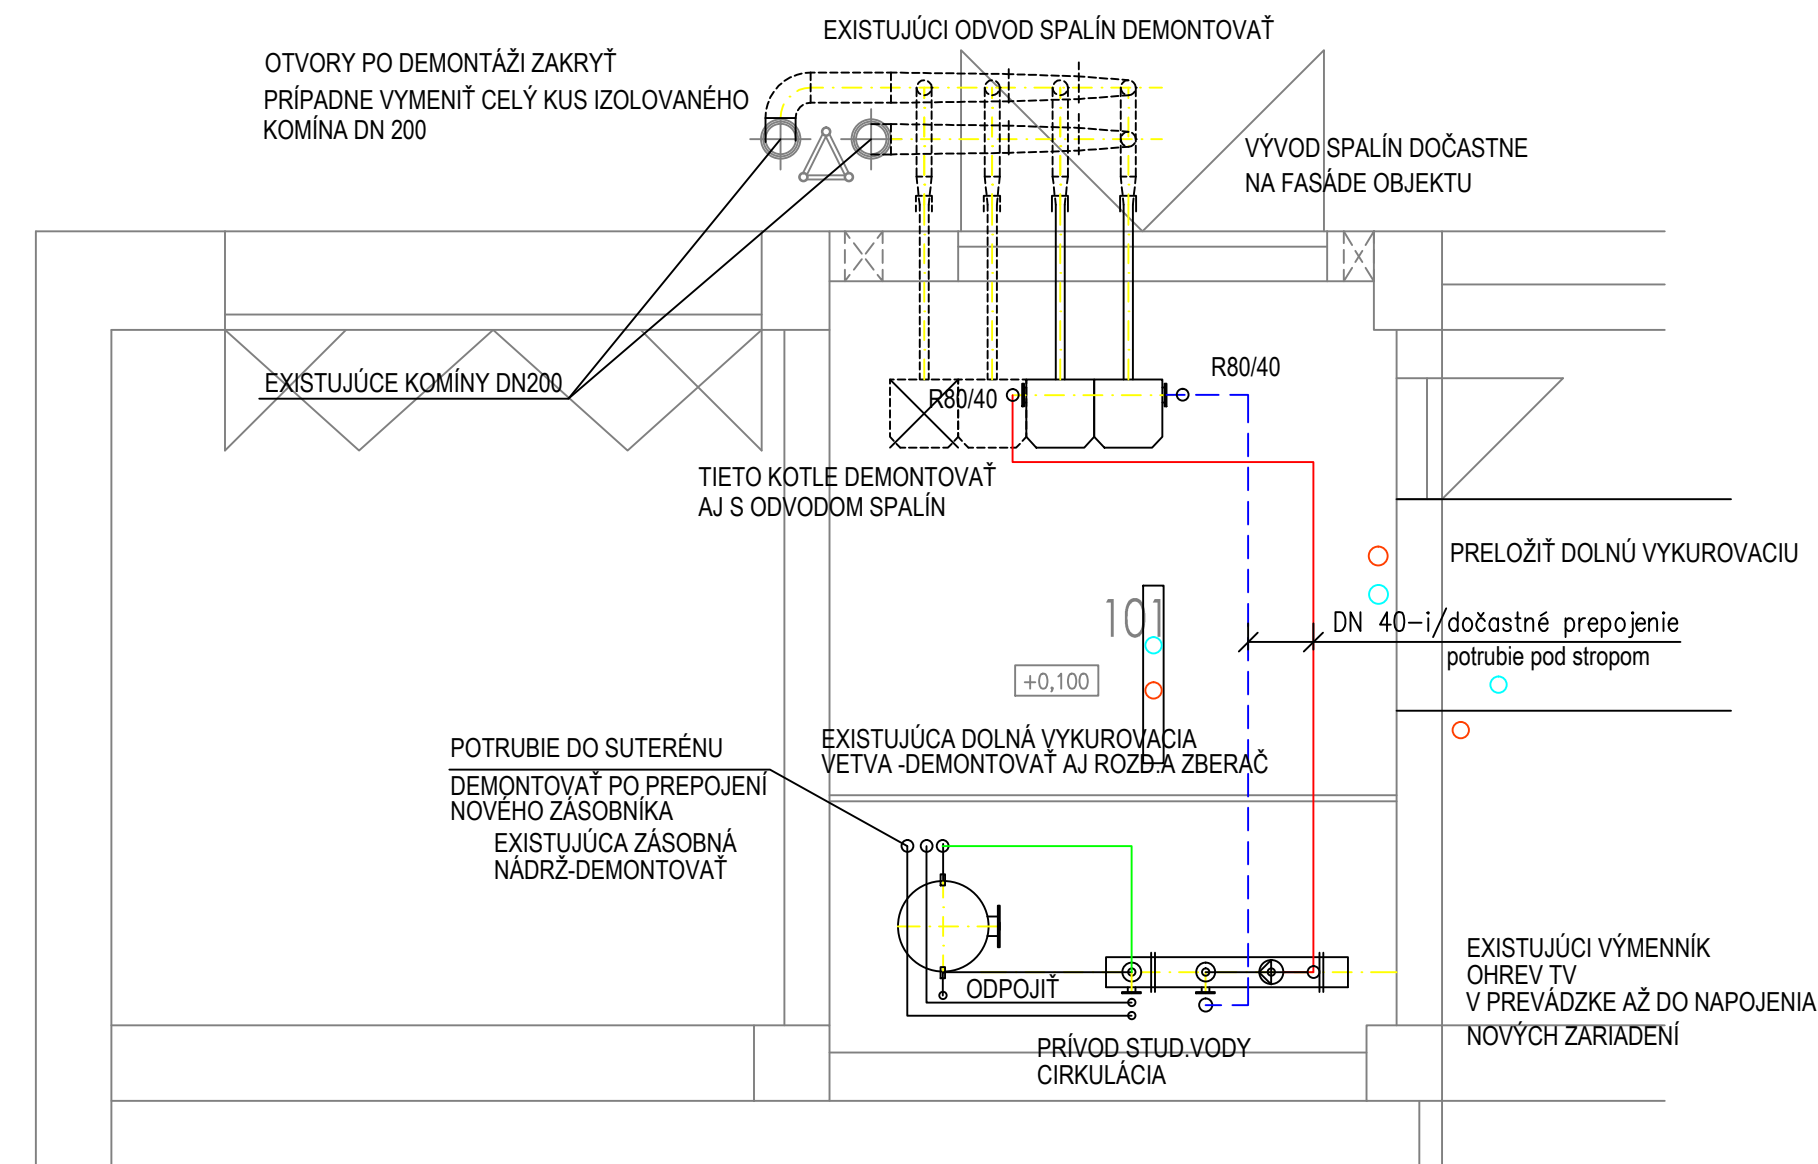 EXISTUJÚCI ODVOD SPALÍN DEMONTOVAŤ
OTVORY PO DEMONTÁŽI ZAKRYŤ
PRÍPADNE VYMENIŤ CELÝ KUS IZOLOVANÉHO
KOMÍNA DN 200
VÝVOD SPALÍN DOČASTNE
NA FASÁDE OBJEKTU
EXISTUJÚCE KOMÍNY DN200
R80/40
R80/40
TIETO KOTLE DEMONTOVAŤ
AJ S ODVODOM SPALÍN
PRELOŽIŤ DOLNÚ VYKUROVACIU
101
DN 40-i/dočastné prepojenie
potrubie pod stropom
+0,100
EXISTUJÚCA DOLNÁ VYKUROVACIA
VETVA -DEMONTOVAŤ AJ ROZD.A ZBERAČ
POTRUBIE DO SUTERÉNU
DEMONTOVAŤ PO PREPOJENÍ
NOVÉHO ZÁSOBNÍKA
EXISTUJÚCA ZÁSOBNÁ
NÁDRŽ-DEMONTOVAŤ
ODPOJIŤ
EXISTUJÚCI VÝMENNÍK
OHREV TV
V PREVÁDZKE AŽ DO NAPOJENIA
NOVÝCH ZARIADENÍ
PRÍVOD STUD.VODY
CIRKULÁCIA